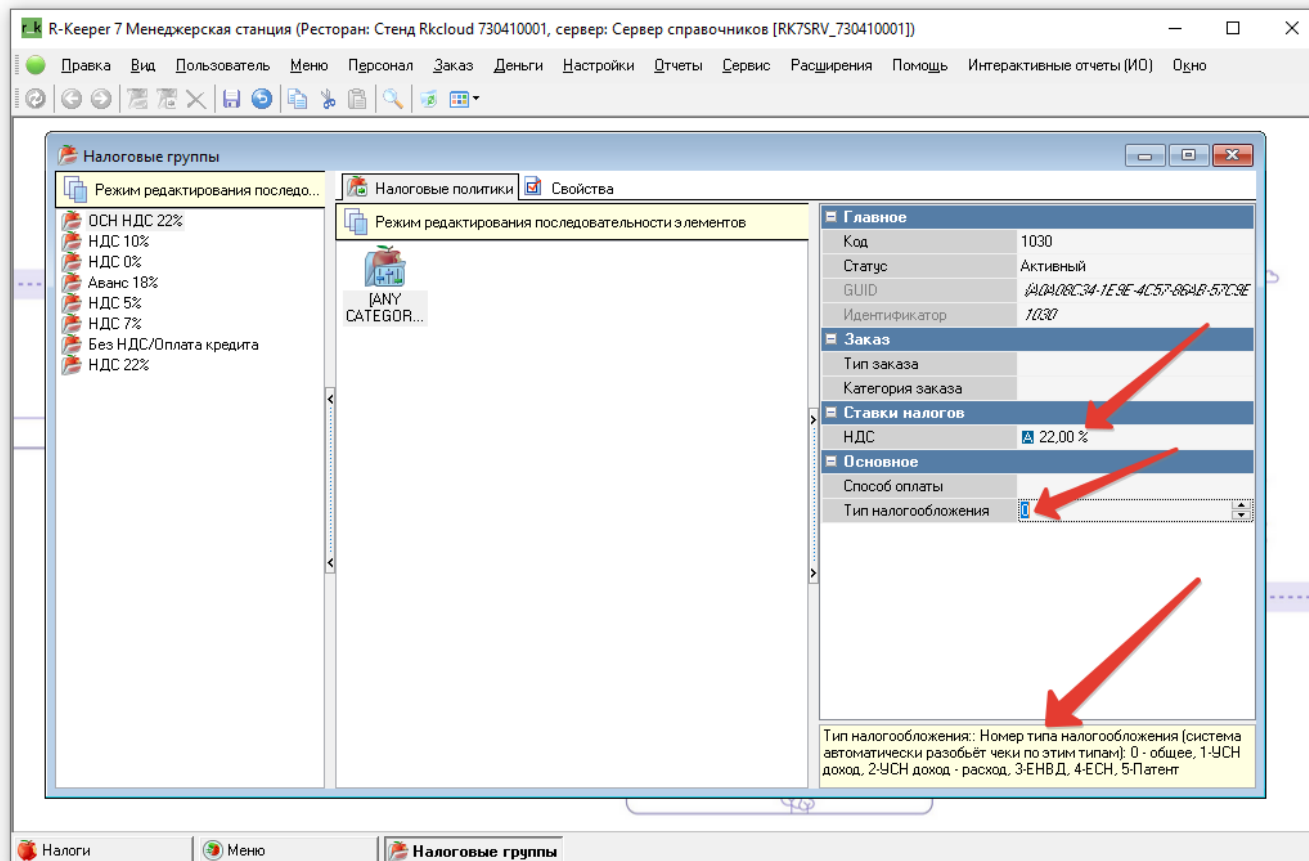 r_k R-Keeper 7 Менеджерская станция (Ресторан: Стенд Rkcloud 730410001, сервер: Сервер справочников [RK7SRV_730410001])
Правка Вид Пользователь Меню Персонал Заказ Деньги Настройки Отчеты Сервис Расширения Помощь Интерактивные отчеты (ИО) Окно
Налоговые группы
Режим редактирования последо...
ОСН НДС 22%
НДС 10%
НДС 0%
Аванс 18%
НДС 5%
НДС 7%
Без НДС/Оплата кредита
НДС 22%
Налоговые политики Свойства
Режим редактирования последовательности элементов
[ANY
CATEGOR...
Главное
Код 1030
Статус Активный
GUID {A0A08C34-1E9E-4C57-86AB-57C9E
Идентификатор 1030
Заказ
Тип заказа
Категория заказа
Ставки налогов
НДС A 22,00 %
Основное
Способ оплаты
Тип налогообложения 0
Тип налогообложения:: Номер типа налогообложения (система
автоматически разобьёт чеки по этим типам): 0 - общее, 1-УСН
доход, 2-УСН доход - расход, 3-ЕНВД, 4-ЕСН, 5-Патент
Налоги Меню Налоговые группы